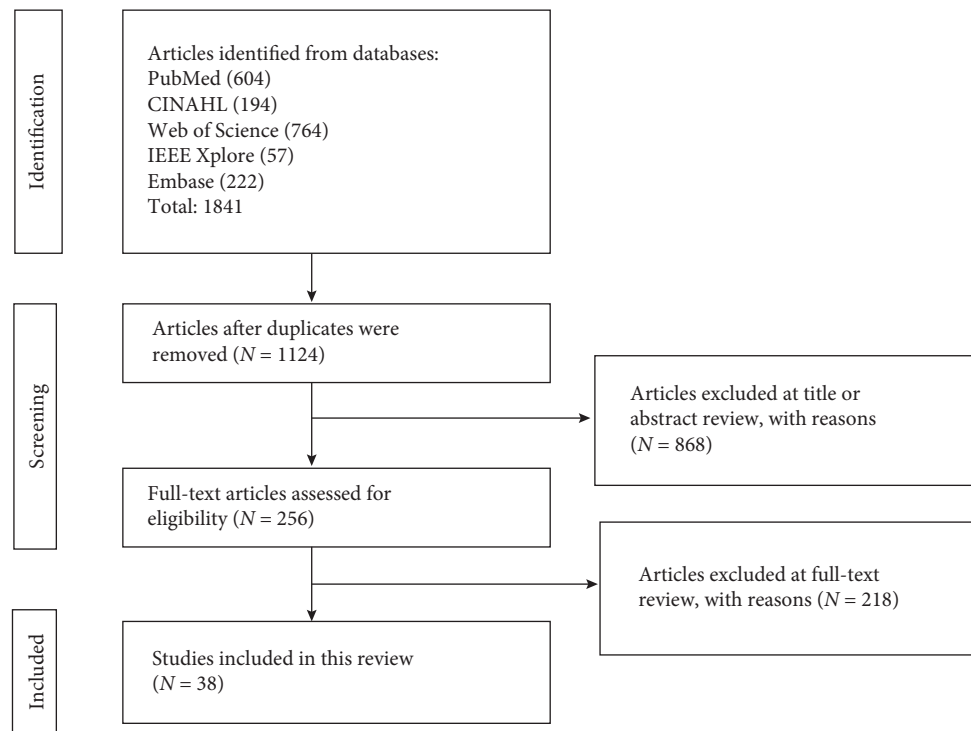 Identification
Articles identified from databases:
PubMed (604)
CINAHL (194)
Web of Science (764)
IEEE Xplore (57)
Embase (222)
Total: 1841
Screening
Articles after duplicates were
removed (N = 1124)
Articles excluded at title or
abstract review, with reasons
(N = 868)
Full-text articles assessed for
eligibility (N = 256)
Articles excluded at full-text
review, with reasons (N = 218)
Included
Studies included in this review
(N = 38)